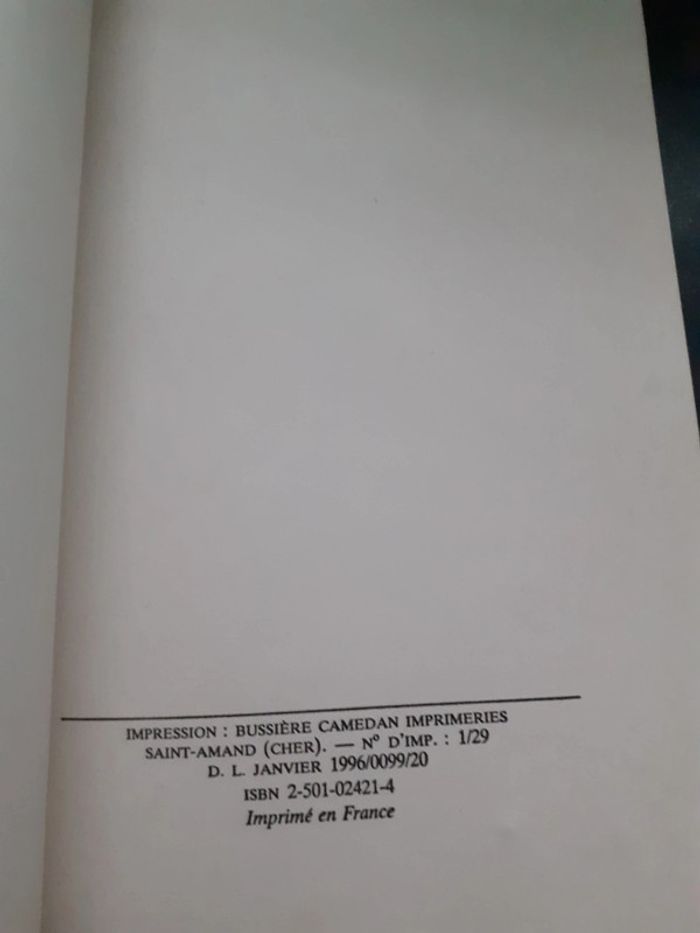 IMPRESSION : BUSSIÈRE CAMEDAN IMPRIMERIES
SAINT-AMAND (CHER). — Nº D'IMP. : 1/29
D. L. JANVIER 1996/0099/20
ISBN 2-501-02421-4
Imprimé en France